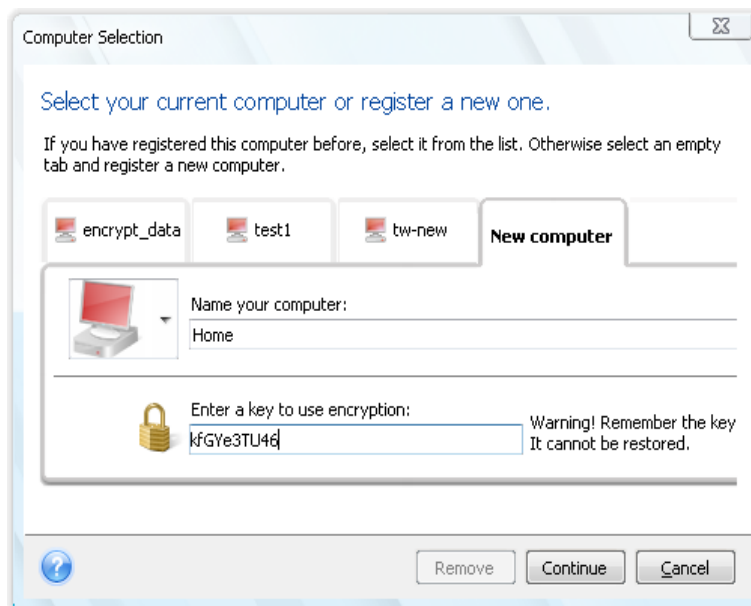 Computer Selection
Select your current computer or register a new one.
If you have registered this computer before, select it from the list. Otherwise select an empty
tab and register a new computer.
encrypt_data test1 tw-new New computer
Name your computer:
Home
Enter a key to use encryption:
kfGYe3TU46
Warning! Remember the key
It cannot be restored.
? Remove Continue Cancel